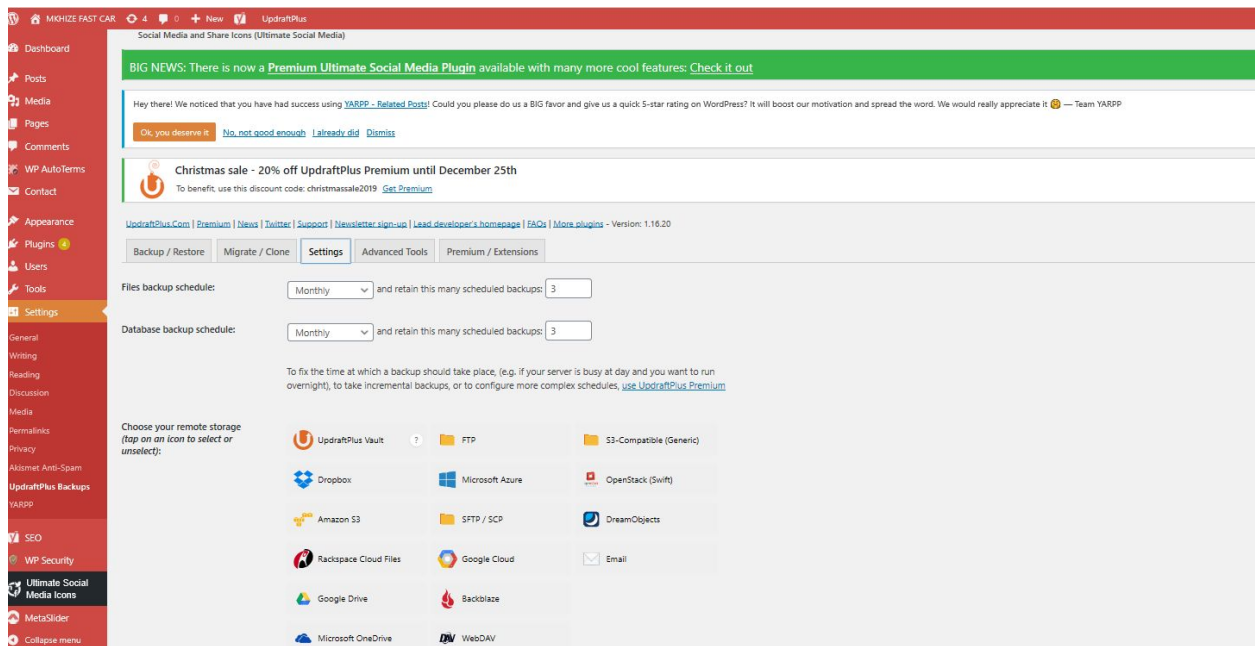 MKHIZE FAST CAR 4 0 + New UpdraftPlus
Social Media and Share Icons (Ultimate Social Media)
BIG NEWS: There is now a Premium Ultimate Social Media Plugin available with many more cool features: Check it out
Hey there! We noticed that you have had success using YARPP - Related Posts! Could you please do us a BIG favor and give us a quick 5-star rating on WordPress? It will boost our motivation and spread the word. We would really appreciate it — Team YARPP
Ok, you deserve it No, not good enough I already did Dismiss
Christmas sale - 20% off UpdraftPlus Premium until December 25th
To benefit, use this discount code: christmassale2019 Get Premium
UpdraftPlus.Com | Premium | News | Twitter | Support | Newsletter sign-up | Lead developer's homepage | FAQs | More plugins - Version: 1.16.20
Backup / Restore Migrate / Clone Settings Advanced Tools Premium / Extensions
Files backup schedule: Monthly and retain this many scheduled backups: 3
Database backup schedule: Monthly and retain this many scheduled backups: 3
To fix the time at which a backup should take place, (e.g. if your server is busy at day and you want to run
overnight), to take incremental backups, or to configure more complex schedules, use UpdraftPlus Premium
Choose your remote storage
(tap on an icon to select or
unselect):
UpdraftPlus Vault ? FTP S3-Compatible (Generic)
Dropbox Microsoft Azure OpenStack (Swift)
Amazon S3 SFTP / SCP DreamObjects
Rackspace Cloud Files Google Cloud Email
Google Drive Backblaze
Microsoft OneDrive WebDAV
Dashboard
Posts
Media
Pages
Comments
WP AutoTerms
Contact
Appearance
Plugins 4
Users
Tools
Settings
General
Writing
Reading
Discussion
Media
Permalinks
Privacy
Akismet Anti-Spam
UpdraftPlus Backups
YARPP
SEO
WP Security
Ultimate Social
Media Icons
MetaSlider
Collapse menu